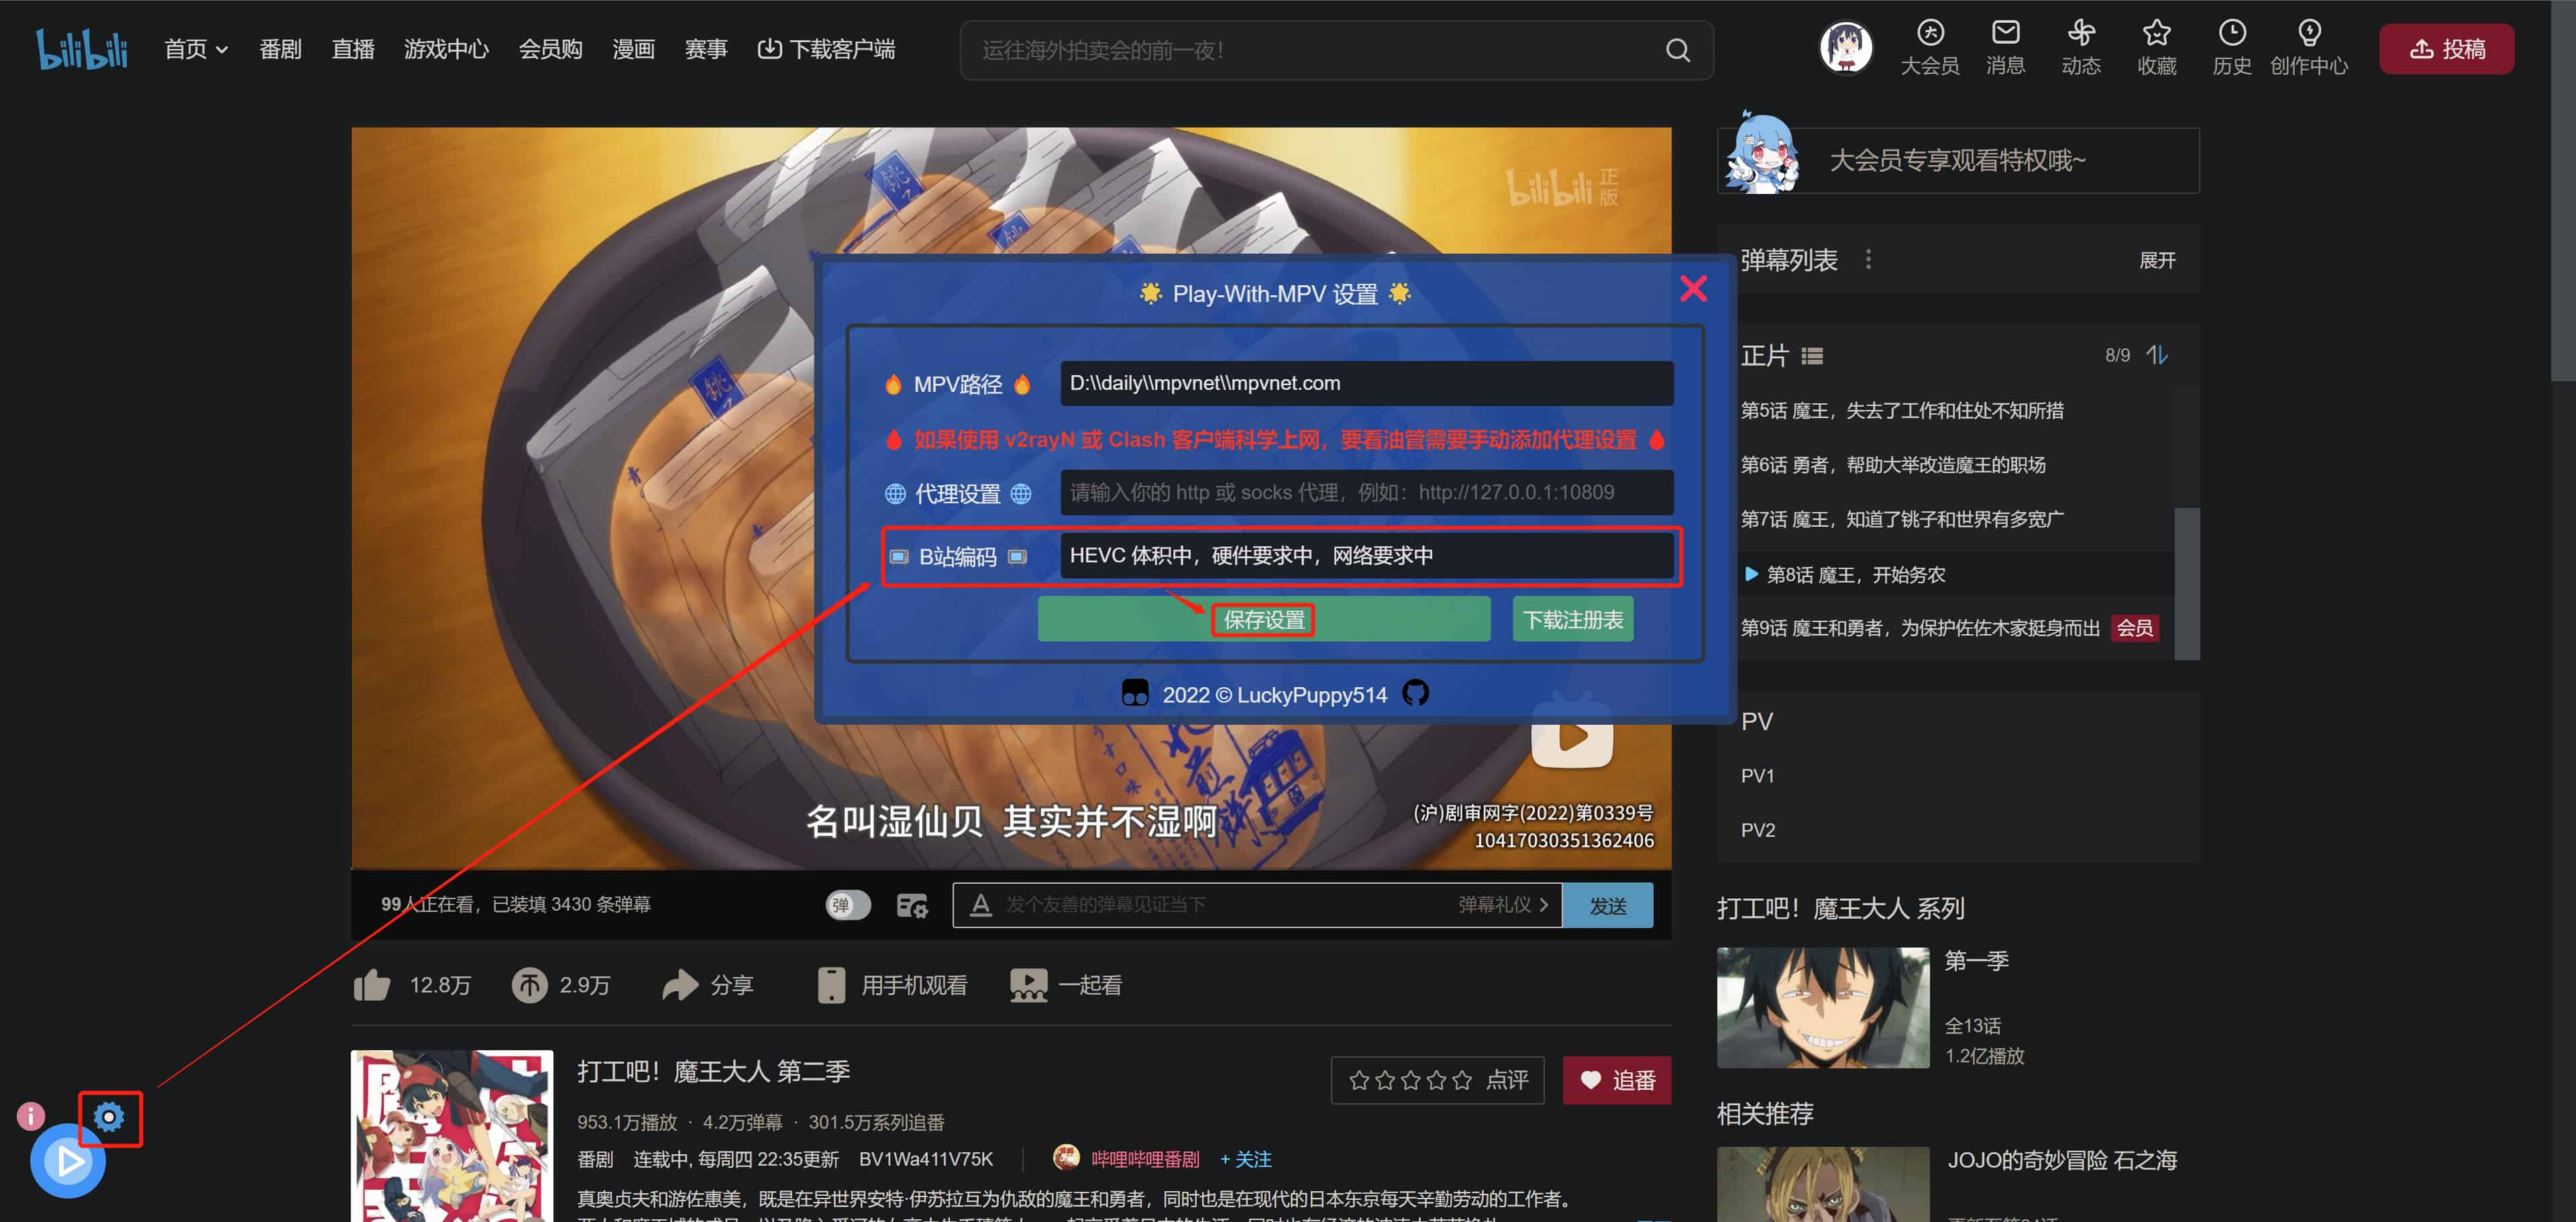 bilibili
首页 番剧 直播 游戏中心 会员购 漫画 赛事 下载客户端
运往海外拍卖会的前一夜!
大会员 消息 动态 收藏 历史 创作中心
投稿
bilibili 正版
大会员专享观看特权哦~
弹幕列表 展开
Play-With-MPV 设置
MPV路径 D:\\daily\\mpvnet\\mpvnet.com
如果使用 v2rayN 或 Clash 客户端科学上网，要看油管需要手动添加代理设置
代理设置 请输入你的 http 或 socks 代理，例如：http://127.0.0.1:10809
B站编码 HEVC 体积中，硬件要求中，网络要求中
保存设置 下载注册表
2022 © LuckyPuppy514
正片 8/9
第5话 魔王，失去了工作和住处不知所措
第6话 勇者，帮助大举改造魔王的职场
第7话 魔王，知道了铫子和世界有多宽广
第8话 魔王，开始务农
第9话 魔王和勇者，为保护佐佐木家挺身而出 会员
PV
PV1
PV2
名叫湿仙贝 其实并不湿啊
(沪)剧审网字(2022)第0339号
10417030351362406
99人正在看，已装填 3430 条弹幕
弹
发个友善的弹幕见证当下 弹幕礼仪 发送
12.8万 2.9万 分享 用手机观看 一起看
打工吧！魔王大人 第二季
点评 追番
953.1万播放 · 4.2万弹幕 · 301.5万系列追番
番剧 连载中, 每周四 22:35更新 BV1Wa411V75K 哔哩哔哩番剧 + 关注
真奥贞夫和游佐惠美，既是在异世界安特·伊苏拉互为仇敌的魔王和勇者，同时也是在现代的日本东京每天辛勤劳动的工作者。
打工吧！魔王大人 系列
第一季
全13话
1.2亿播放
相关推荐
JOJO的奇妙冒险 石之海